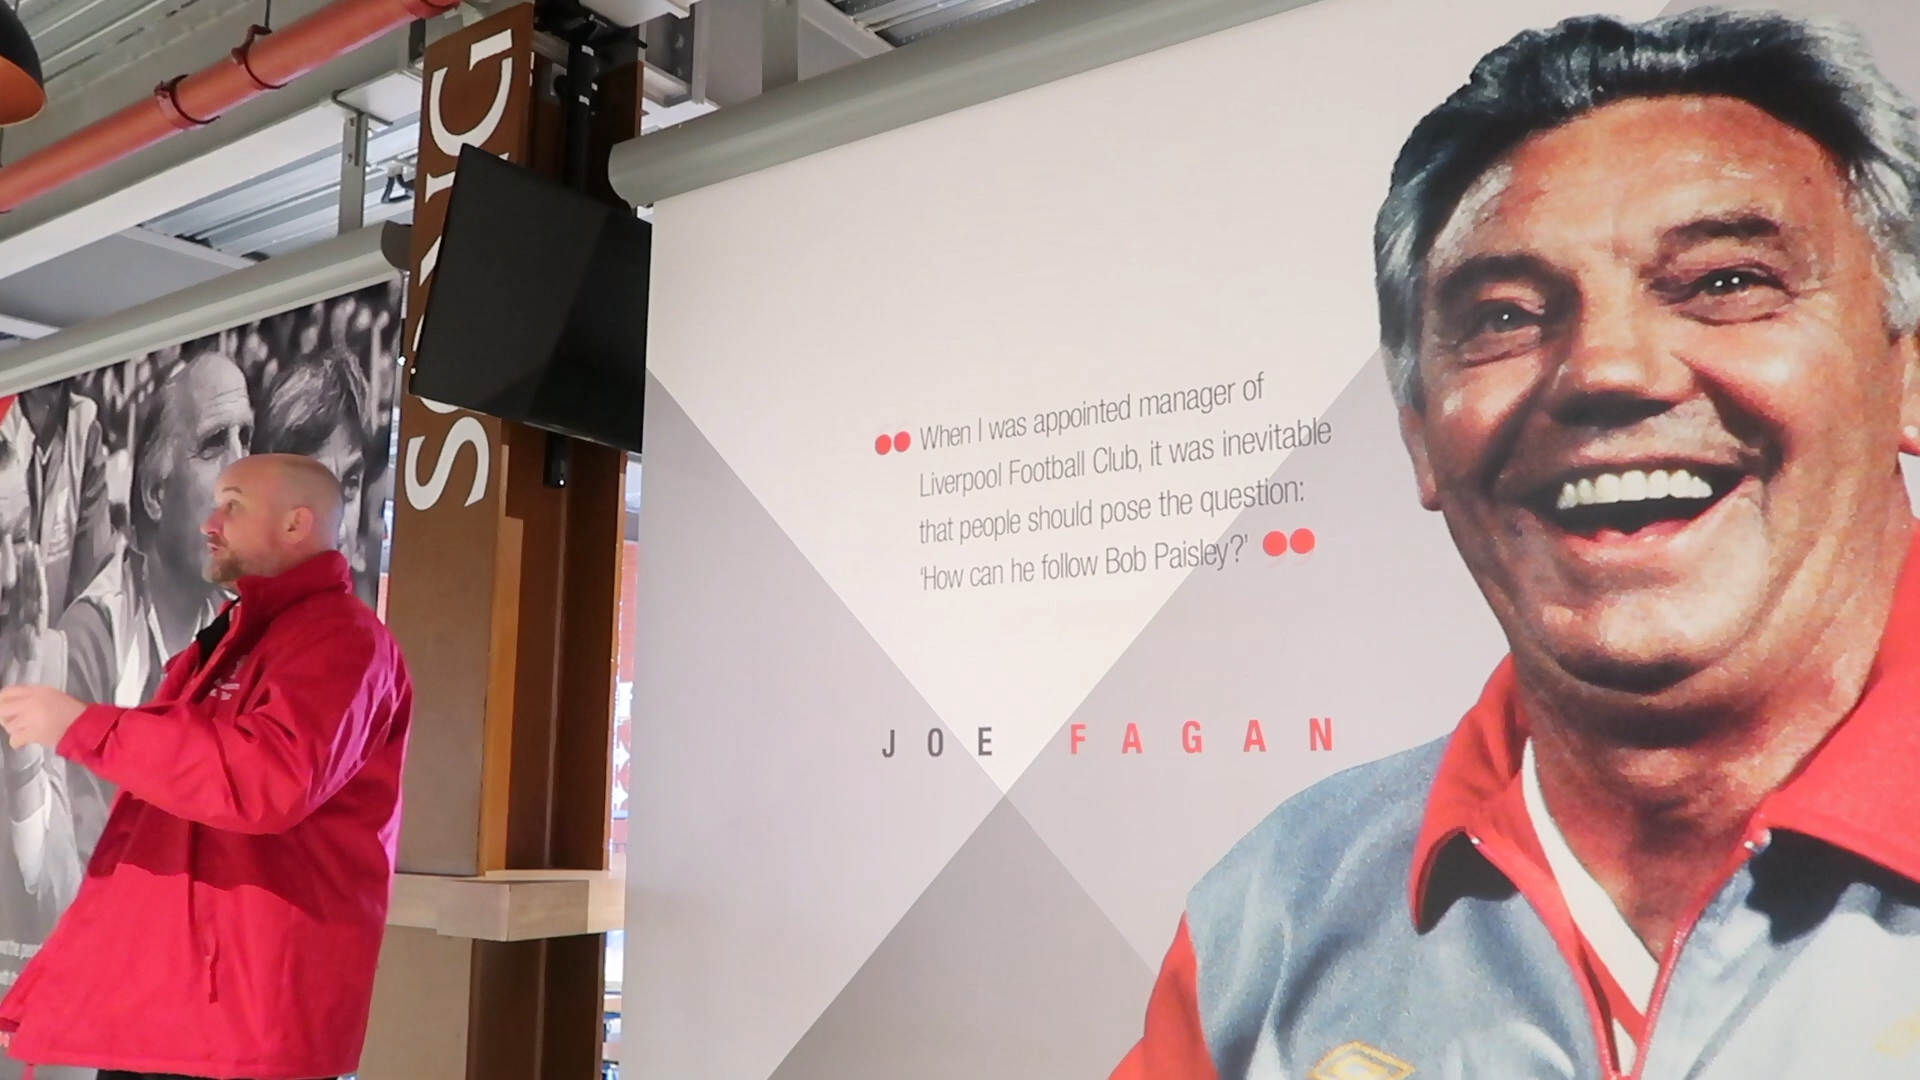 SONG
When I was appointed manager of
Liverpool Football Club, it was inevitable
that people should pose the question:
'How can he follow Bob Paisley?'
JOE FAGAN